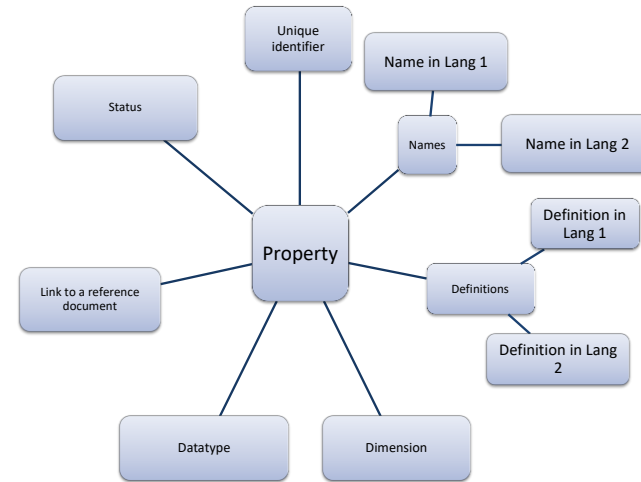 Unique
identifier
Name in Lang 1
Status
Names
Name in Lang 2
Definition in
Lang 1
Property
Link to a reference
document
Definitions
Definition in Lang
2
Datatype
Dimension